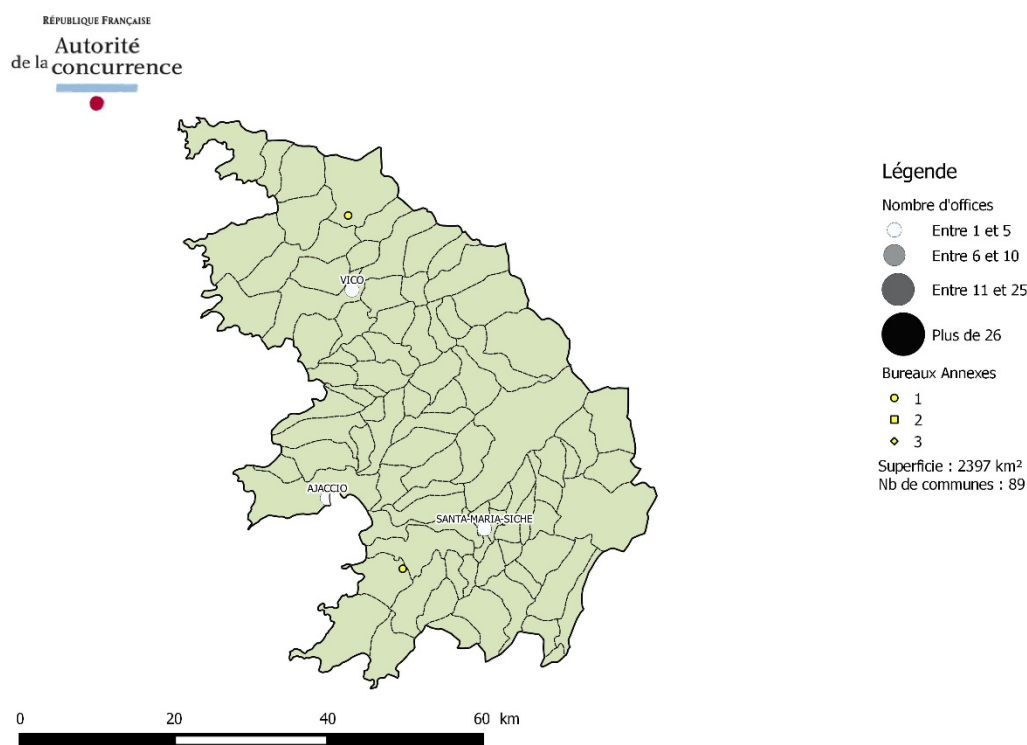 RÉPUBLIQUE FRANÇAISE
Autorité
de la concurrence
VICO
AJACCIO
SANTA-MARIA-SICHE
Légende
Nombre d'offices
Entre 1 et 5
Entre 6 et 10
Entre 11 et 25
Plus de 26
Bureaux Annexes
1
2
3
Superficie : 2397 km²
Nb de communes : 89
0 20 40 60 km